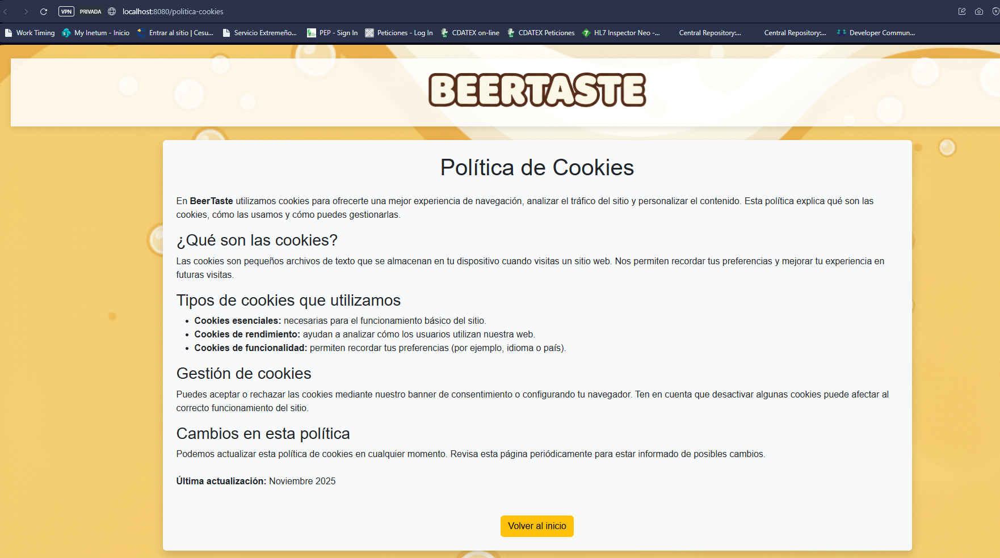 VPN PRIVADA localhost:8080/politica-cookies
Work Timing My Inetum - Inicio Entrar al sitio | Cesu... Servicio Extremeño... PEP - Sign In Peticiones - Log In CDATEX on-line CDATEX Peticiones HL7 Inspector Neo -... Central Repository:... Central Repository:... Developer Commun...
BEERTASTE
Política de Cookies
En BeerTaste utilizamos cookies para ofrecerte una mejor experiencia de navegación, analizar el tráfico del sitio y personalizar el contenido. Esta política explica qué son las
cookies, cómo las usamos y cómo puedes gestionarlas.
¿Qué son las cookies?
Las cookies son pequeños archivos de texto que se almacenan en tu dispositivo cuando visitas un sitio web. Nos permiten recordar tus preferencias y mejorar tu experiencia en
futuras visitas.
Tipos de cookies que utilizamos
• Cookies esenciales: necesarias para el funcionamiento básico del sitio.
• Cookies de rendimiento: ayudan a analizar cómo los usuarios utilizan nuestra web.
• Cookies de funcionalidad: permiten recordar tus preferencias (por ejemplo, idioma o país).
Gestión de cookies
Puedes aceptar o rechazar las cookies mediante nuestro banner de consentimiento o configurando tu navegador. Ten en cuenta que desactivar algunas cookies puede afectar al
correcto funcionamiento del sitio.
Cambios en esta política
Podemos actualizar esta política de cookies en cualquier momento. Revisa esta página periódicamente para estar informado de posibles cambios.
Última actualización: Noviembre 2025
Volver al inicio